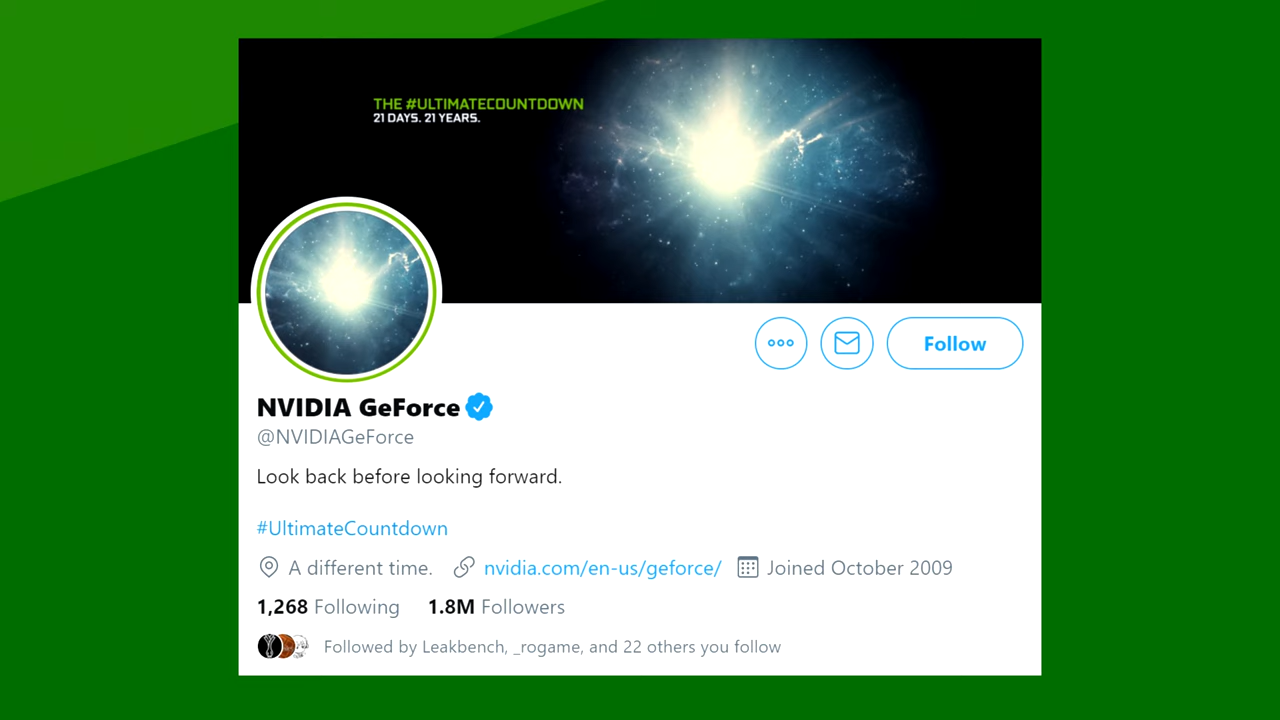 THE #ULTIMATECOUNTDOWN
21 DAYS. 21 YEARS.
Follow
NVIDIA GeForce
@NVIDIAGeForce
Look back before looking forward.
#UltimateCountdown
A different time. nvidia.com/en-us/geforce/ Joined October 2009
1,268 Following 1.8M Followers
Followed by Leakbench, _rogame, and 22 others you follow